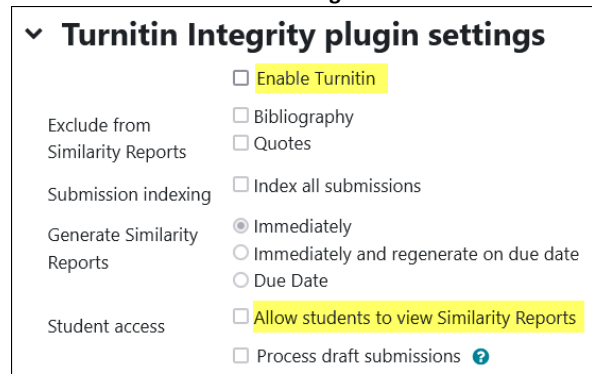 Turnitin Integrity plugin settings
Enable Turnitin
Exclude from
Similarity Reports
Bibliography
Quotes
Submission indexing
Index all submissions
Generate Similarity
Reports
Immediately
Immediately and regenerate on due date
Due Date
Student access
Allow students to view Similarity Reports
Process draft submissions ?